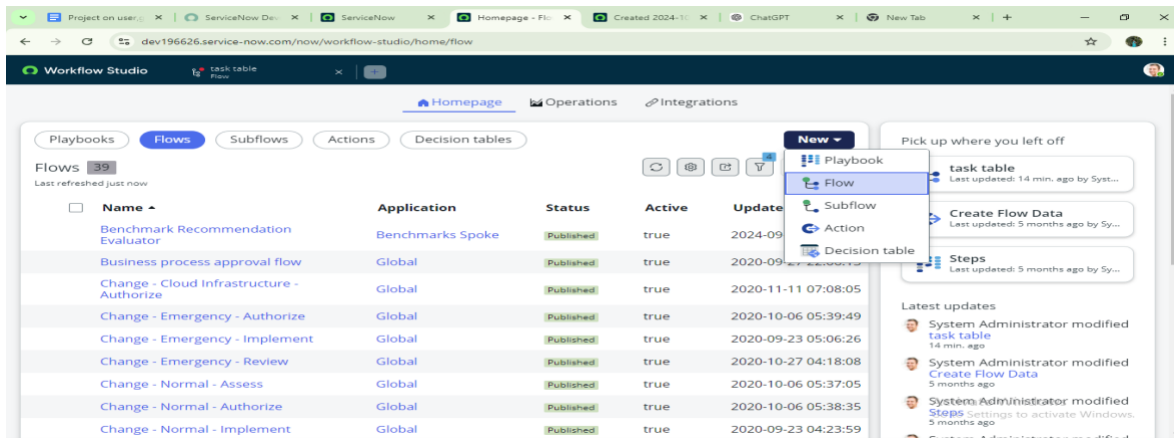 Project on user,g
ServiceNow Dev
ServiceNow
Homepage - Flo
Created 2024-10
ChatGPT
New Tab
dev196626.service-now.com/now/workflow-studio/home/flow
Workflow Studio
task table
Flow
Homepage
Operations
Integrations
Playbooks
Flows
Subflows
Actions
Decision tables
New
Flows 39
Last refreshed just now
4
Playbook
Flow
Subflow
Action
Decision table
Name Application Status Active Update
Benchmark Recommendation
Evaluator
Benchmarks Spoke Published true 2024-09
Business process approval flow Global Published true
Change - Cloud Infrastructure -
Authorize
Global Published true 2020-11-11 07:08:05
Change - Emergency - Authorize Global Published true 2020-10-06 05:39:49
Change - Emergency - Implement Global Published true 2020-09-23 05:06:26
Change - Emergency - Review Global Published true 2020-10-27 04:18:08
Change - Normal - Assess Global Published true 2020-10-06 05:37:05
Change - Normal - Authorize Global Published true 2020-10-06 05:38:35
Change - Normal - Implement Global Published true 2020-09-23 04:23:59
Pick up where you left off
task table
Last updated: 14 min. ago by Syst...
Create Flow Data
Last updated: 5 months ago by Sy...
Steps
Last updated: 5 months ago by Sy...
Latest updates
System Administrator modified
task table
14 min. ago
System Administrator modified
Create Flow Data
5 months ago
System Administrator modified
Steps
Settings to activate Windows.
5 months ago